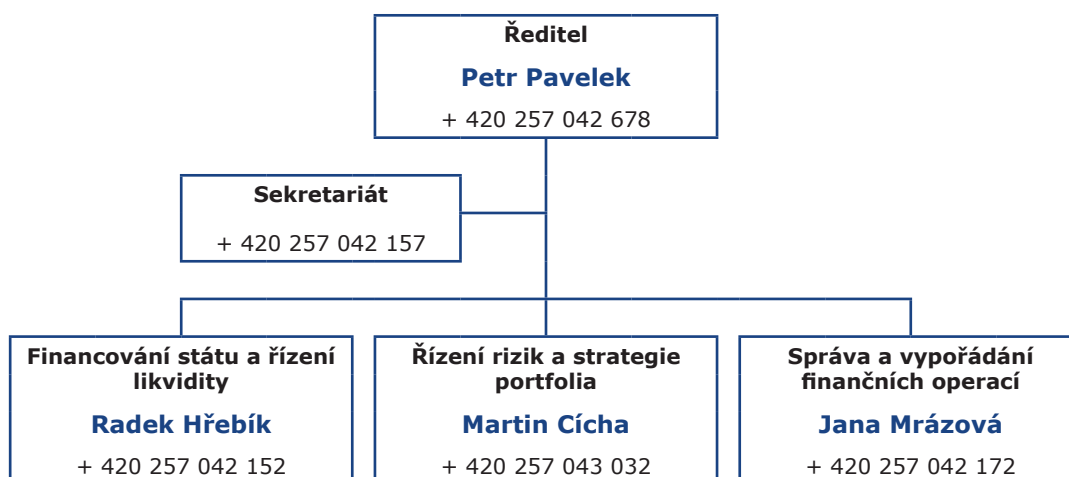 Ředitel
Petr Pavelek
+ 420 257 042 678
Sekretariát
+ 420 257 042 157
Financování státu a řízení
likvidity
Radek Hřebík
+ 420 257 042 152
Řízení rizik a strategie
portfolia
Martin Cícha
+ 420 257 043 032
Správa a vypořádání
finančních operací
Jana Mrázová
+ 420 257 042 172